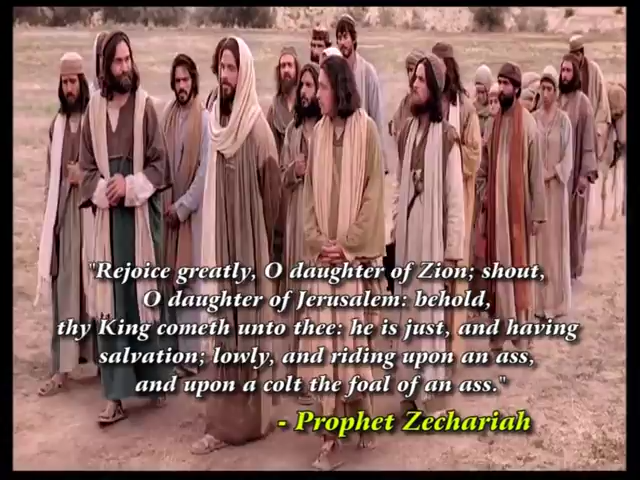 "Rejoice greatly, O daughter of Zion; shout,
O daughter of Jerusalem: behold,
thy King cometh unto thee: he is just, and having
salvation; lowly, and riding upon an ass,
and upon a colt the foal of an ass."
- Prophet Zechariah